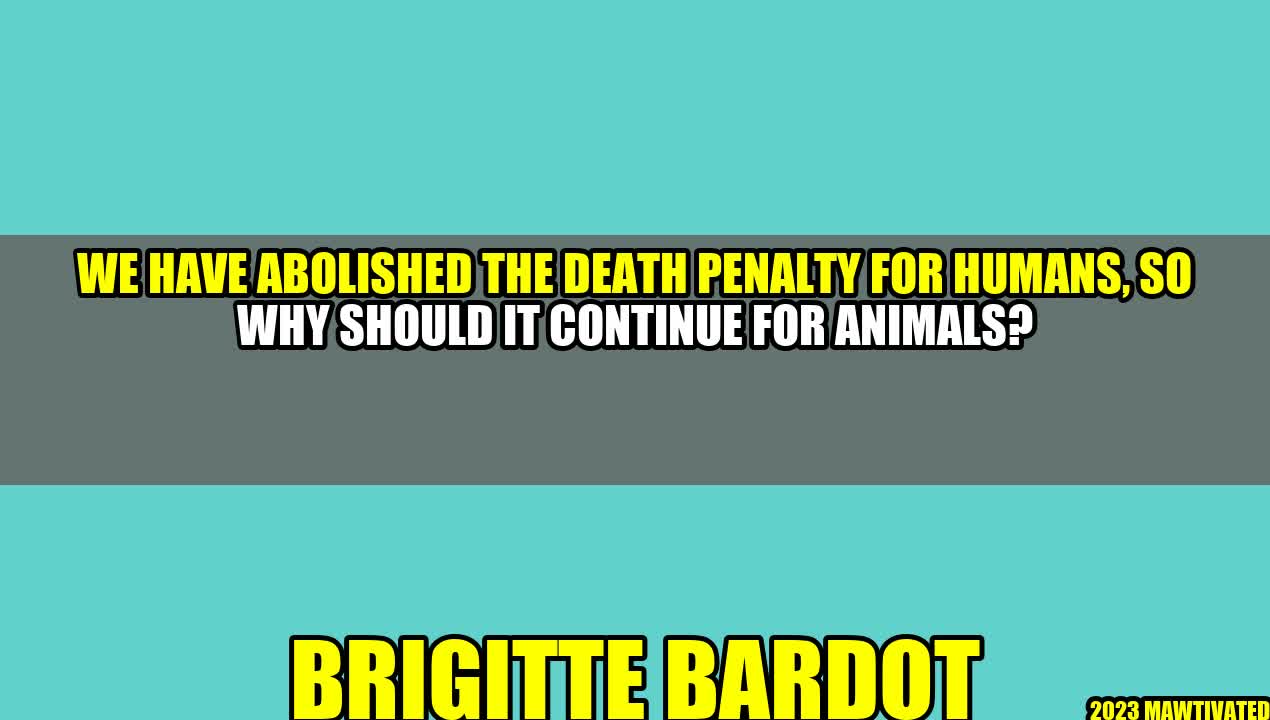 WE HAVE ABOLISHED THE DEATH PENALTY FOR HUMANS, SO
WHY SHOULD IT CONTINUE FOR ANIMALS?
BRIGITTE BARDOT
2023 MAWTIVATED